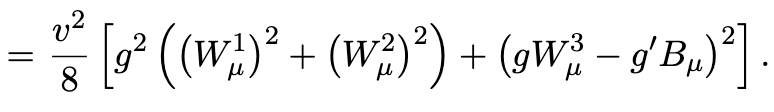 $= \frac{v^2}{8} \left[ g^2 \left( \left( W_\mu^1 \right)^2 + \left( W_\mu^2 \right)^2 \right) + \left( g W_\mu^3 - g' B_\mu \right)^2 \right].$